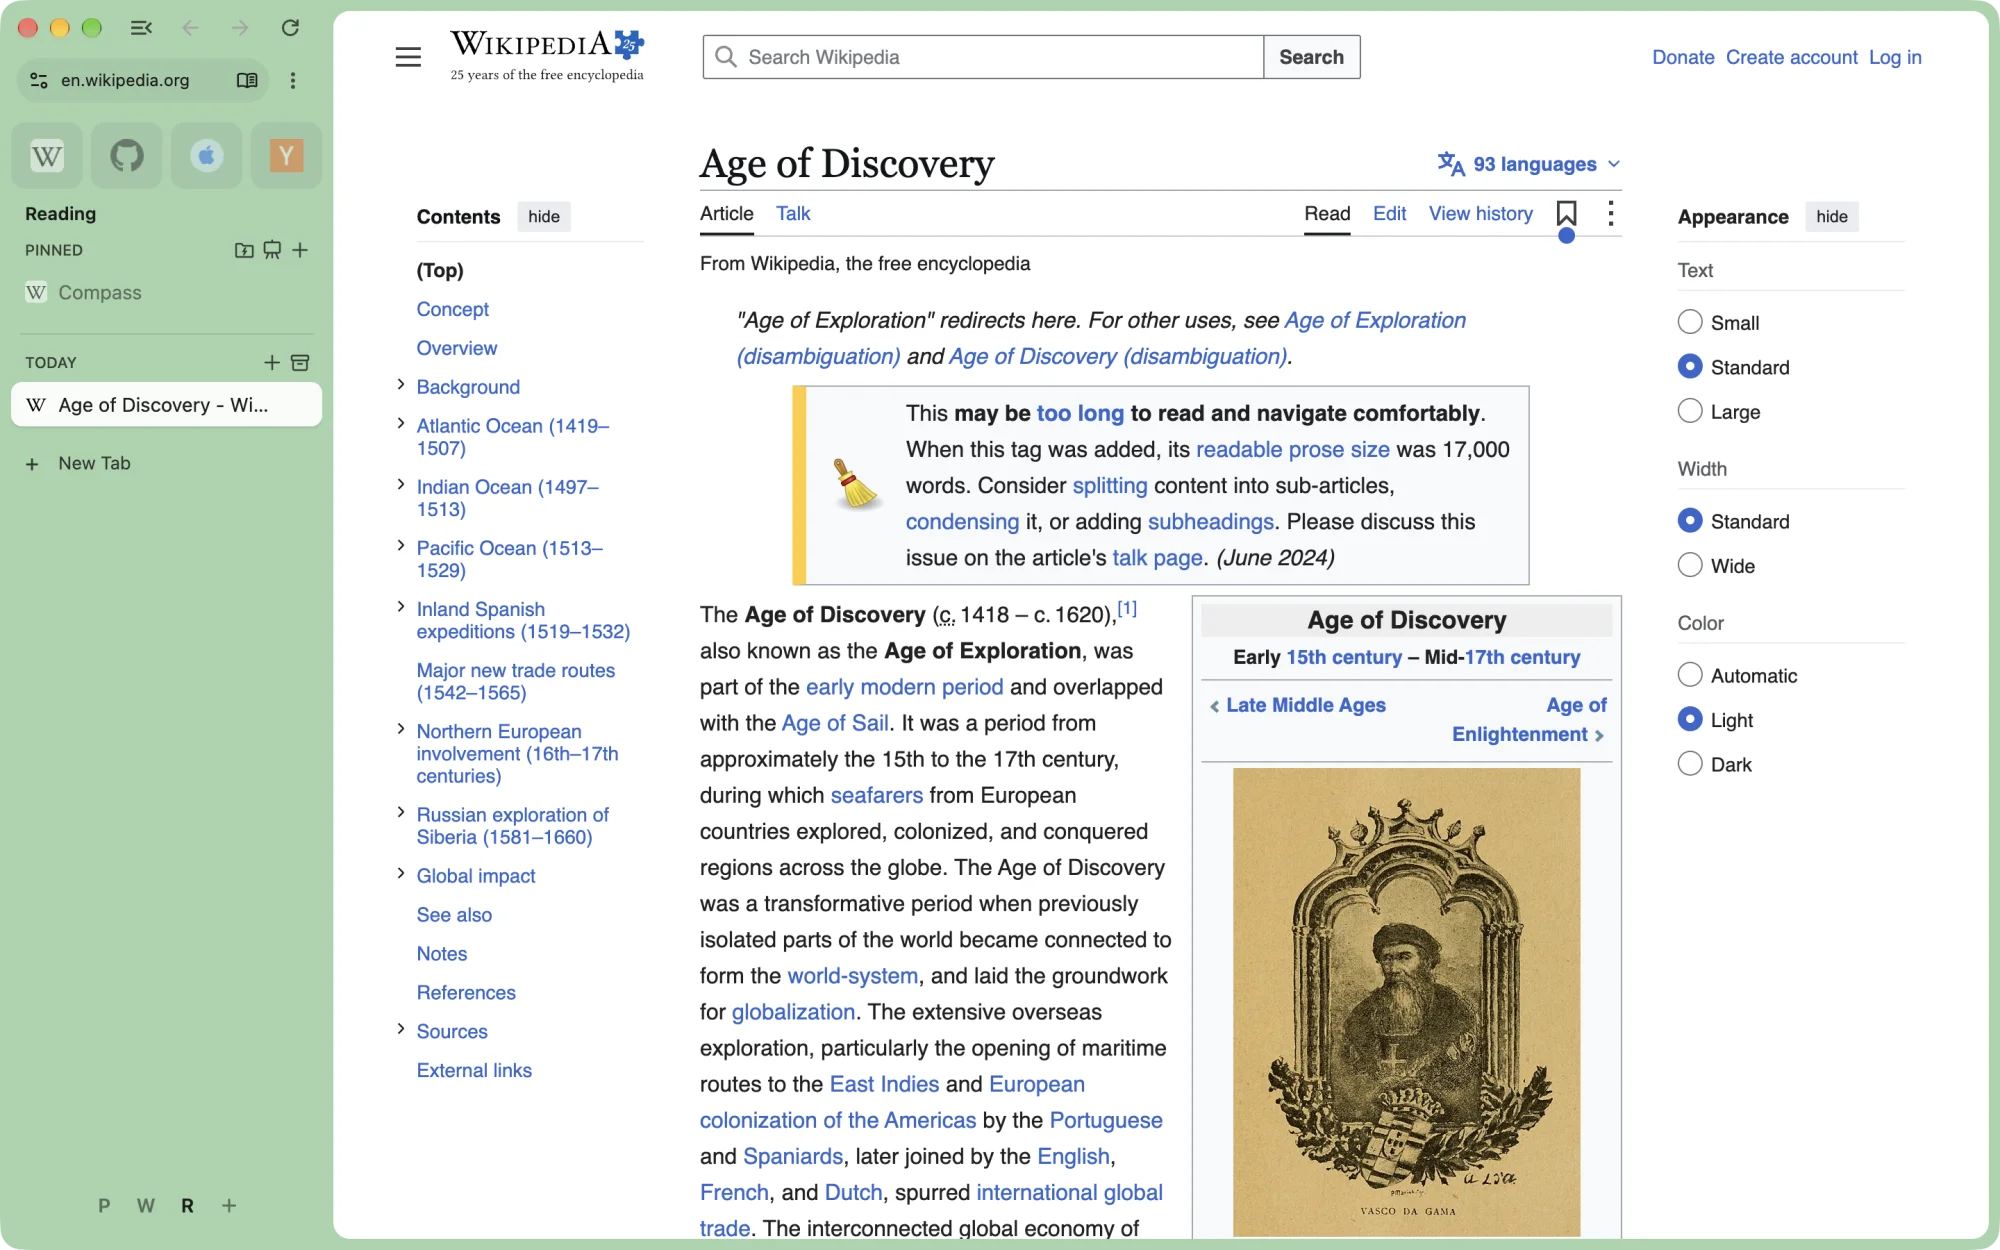 en.wikipedia.org
W
Y
Reading
PINNED
W Compass
TODAY
W Age of Discovery - Wi...
+ New Tab
P W R +
WIKIPEDIA 25
25 years of the free encyclopedia
Search Wikipedia
Search
Donate Create account Log in
Contents hide
(Top)
Concept
Overview
Background
Atlantic Ocean (1419–
1507)
Indian Ocean (1497–
1513)
Pacific Ocean (1513–
1529)
Inland Spanish
expeditions (1519–1532)
Major new trade routes
(1542–1565)
Northern European
involvement (16th–17th
centuries)
Russian exploration of
Siberia (1581–1660)
Global impact
See also
Notes
References
Sources
External links
Age of Discovery
文A 93 languages
Article Talk
Read Edit View history
From Wikipedia, the free encyclopedia
"Age of Exploration" redirects here. For other uses, see Age of Exploration
(disambiguation) and Age of Discovery (disambiguation).
This may be too long to read and navigate comfortably.
When this tag was added, its readable prose size was 17,000
words. Consider splitting content into sub-articles,
condensing it, or adding subheadings. Please discuss this
issue on the article's talk page. (June 2024)
The Age of Discovery (c. 1418 – c. 1620),[1]
also known as the Age of Exploration, was
part of the early modern period and overlapped
with the Age of Sail. It was a period from
approximately the 15th to the 17th century,
during which seafarers from European
countries explored, colonized, and conquered
regions across the globe. The Age of Discovery
was a transformative period when previously
isolated parts of the world became connected to
form the world-system, and laid the groundwork
for globalization. The extensive overseas
exploration, particularly the opening of maritime
routes to the East Indies and European
colonization of the Americas by the Portuguese
and Spaniards, later joined by the English,
French, and Dutch, spurred international global
trade. The interconnected global economy of
Age of Discovery
Early 15th century – Mid-17th century
‹ Late Middle Ages
Age of
Enlightenment ›
VASCO DA GAMA
Appearance hide
Text
Small
Standard
Large
Width
Standard
Wide
Color
Automatic
Light
Dark